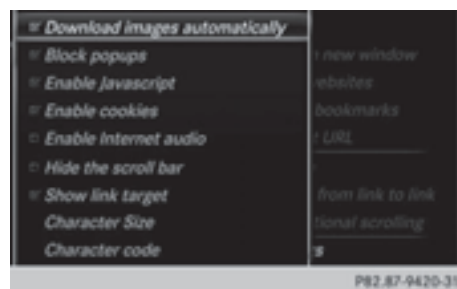 Download images automatically
Block popups
n new window
Enable Javascript
ebsites
Enable cookies
bookmarks
Enable Internet audio
t URL
Hide the scroll bar
Show link target
from link to link
Character Size
tional scrolling
Character code
s
P82.87-9420-31